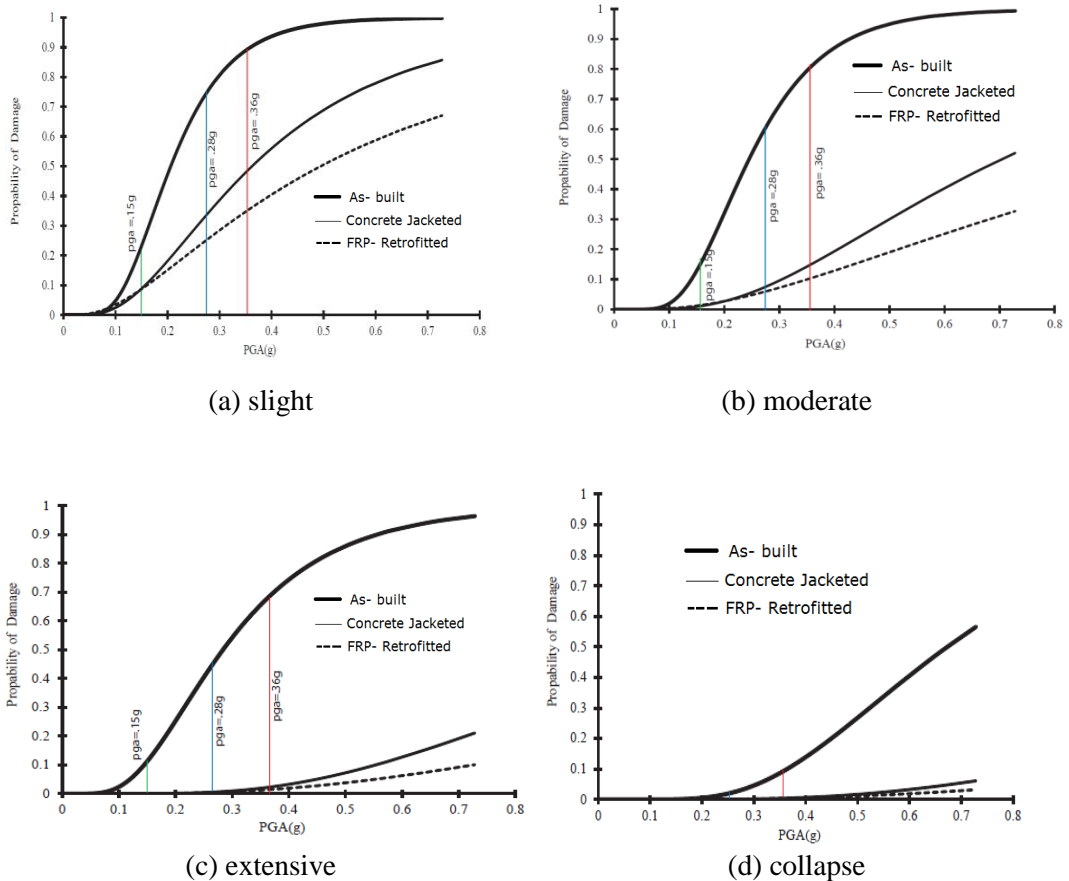 1
0.9
0.8
0.7
0.6
0.5
0.4
0.3
0.2
0.1
0
Propability of Damage
pga =.15g
pga= .28g
pga=.36g
As- built
Concrete Jacketed
FRP- Retrofitted
0 0.1 0.2 0.3 0.4 0.5 0.6 0.7 0.8
PGA(g)
(a) slight
1
0.9
0.8
0.7
0.6
0.5
0.4
0.3
0.2
0.1
0
Propability of Damage
pga =.15g
pga=.28g
pga=.36g
As- built
Concrete Jacketed
FRP- Retrofitted
0 0.1 0.2 0.3 0.4 0.5 0.6 0.7 0.8
PGA(g)
(b) moderate
1
0.9
0.8
0.7
0.6
0.5
0.4
0.3
0.2
0.1
0
Propability of Damage
pga=.15g
pga=.28g
pga=.36g
As- built
Concrete Jacketed
FRP- Retrofitted
0 0.1 0.2 0.3 0.4 0.5 0.6 0.7 0.8
PGA(g)
(c) extensive
1
0.9
0.8
0.7
0.6
0.5
0.4
0.3
0.2
0.1
0
Propability of Damage
As- built
Concrete Jacketed
FRP- Retrofitted
0 0.1 0.2 0.3 0.4 0.5 0.6 0.7 0.8
PGA(g)
(d) collapse